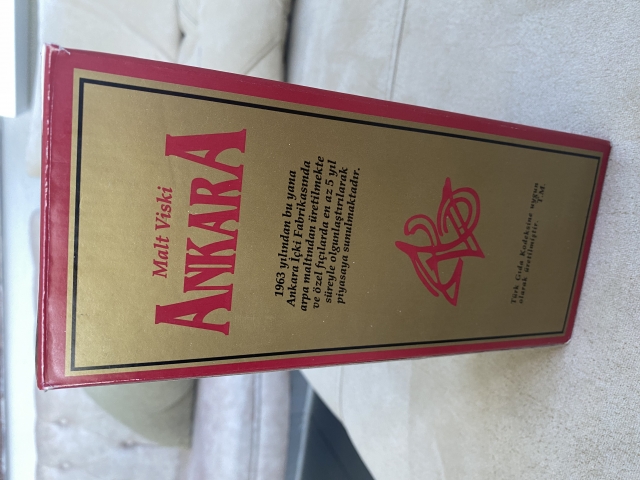 Malt Viski
ANKARA
1963 yılından bu yana
Ankara İçki Fabrikasında
arpa maltından üretilmekte
ve özel fıçılarda en az 5 yıl
süreyle olgunlaştırılarak
piyasaya sunulmaktadır.
Türk Gıda Kodeksine uygun
olarak üretilmiştir T.M.